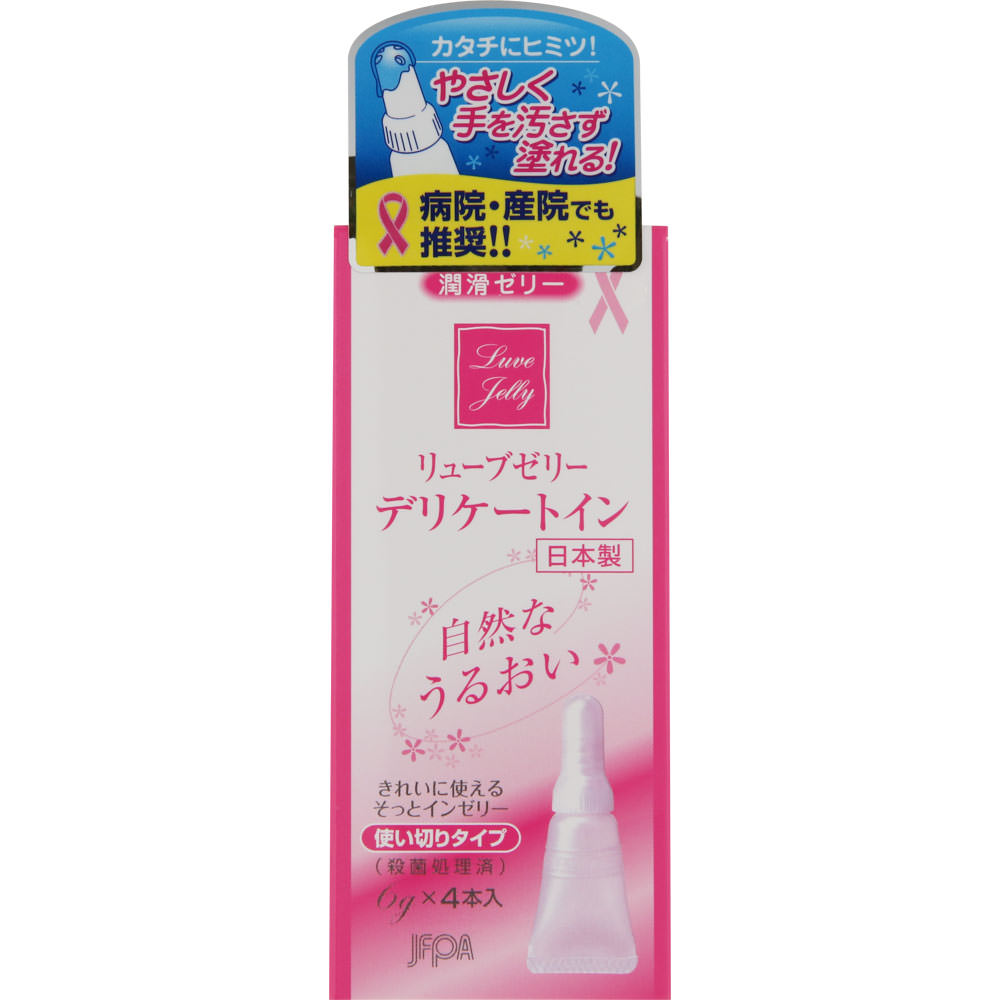 カタチにヒミツ!
やさしく
手を汚さず
塗れる!
病院・産院でも
推奨!!
潤滑ゼリー
Luve
Jelly
リューブゼリー
デリケートイン
日本製
自然な
うるおい
きれいに使える
そっとインゼリー
使い切りタイプ
(殺菌処理済)
6g×4本入
JFPA